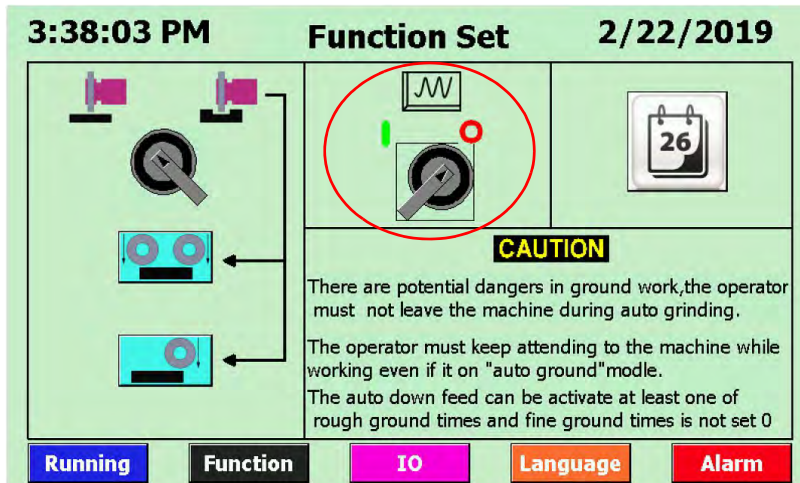 3:38:03 PM
Function Set
2/22/2019
26
CAUTION
There are potential dangers in ground work,the operator
must not leave the machine during auto grinding.
The operator must keep attending to the machine while
working even if it on "auto ground"modle.
The auto down feed can be activate at least one of
rough ground times and fine ground times is not set 0
Running
Function
IO
Language
Alarm